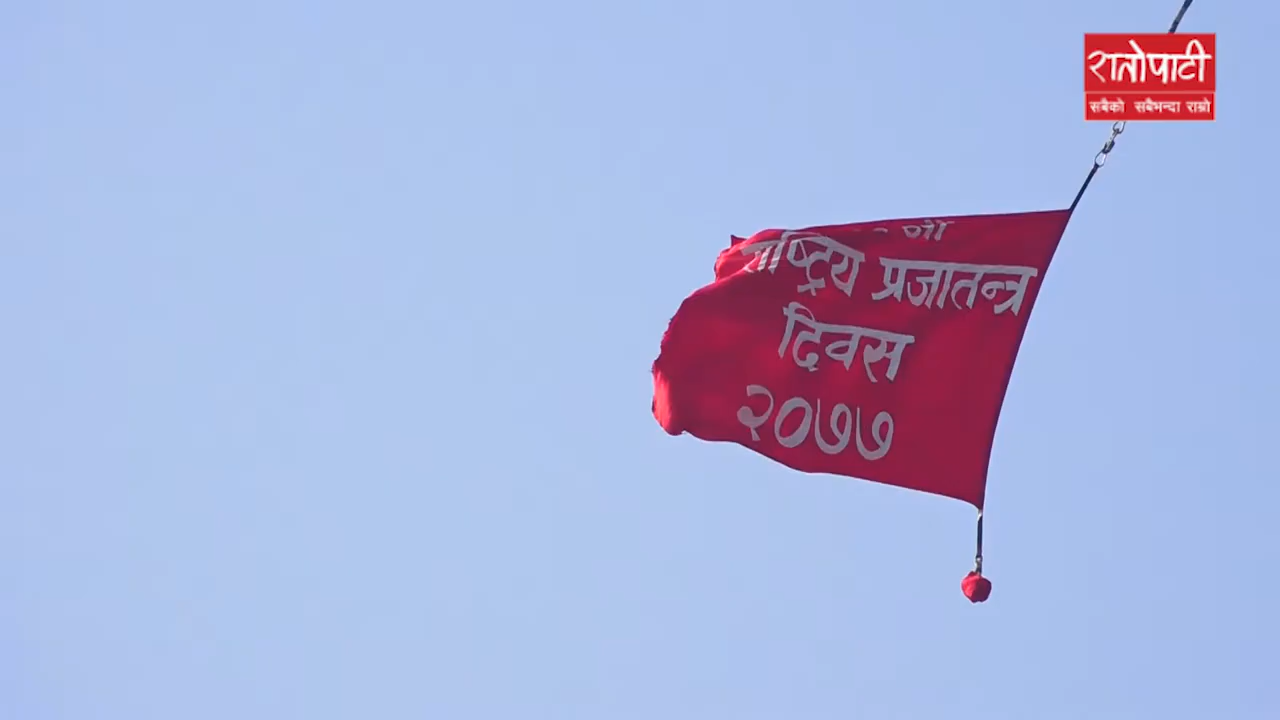 रातोपाटी
सबैको सबैभन्दा राम्रो
औं
राष्ट्रिय प्रजातन्त्र
दिवस
२०७७